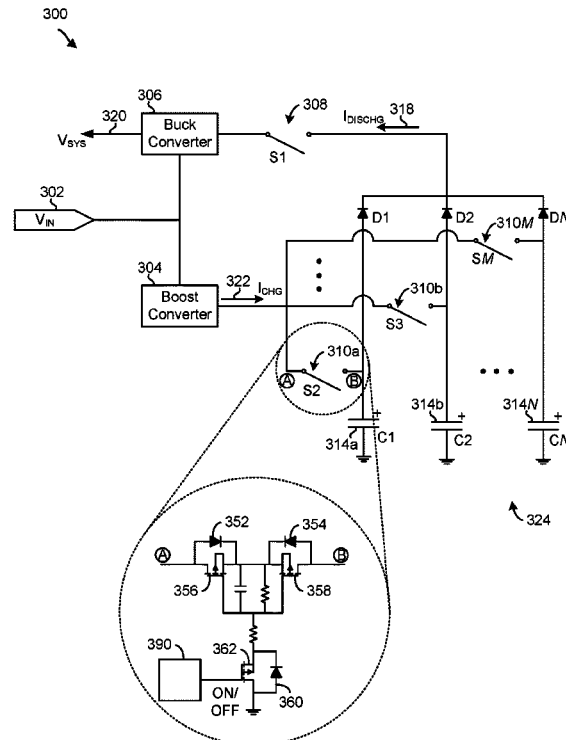 300
306
308
320
Buck
Converter
I_DISCHG
318
V_SYS
S1
302
V_IN
D1
D2
DN
310M
SM
304
322
I_CHG
310b
Boost
Converter
S3
310a
A
B
S2
314b
314N
314a
C1
C2
CN
324
352
354
A
B
356
358
390
362
ON/
OFF
360